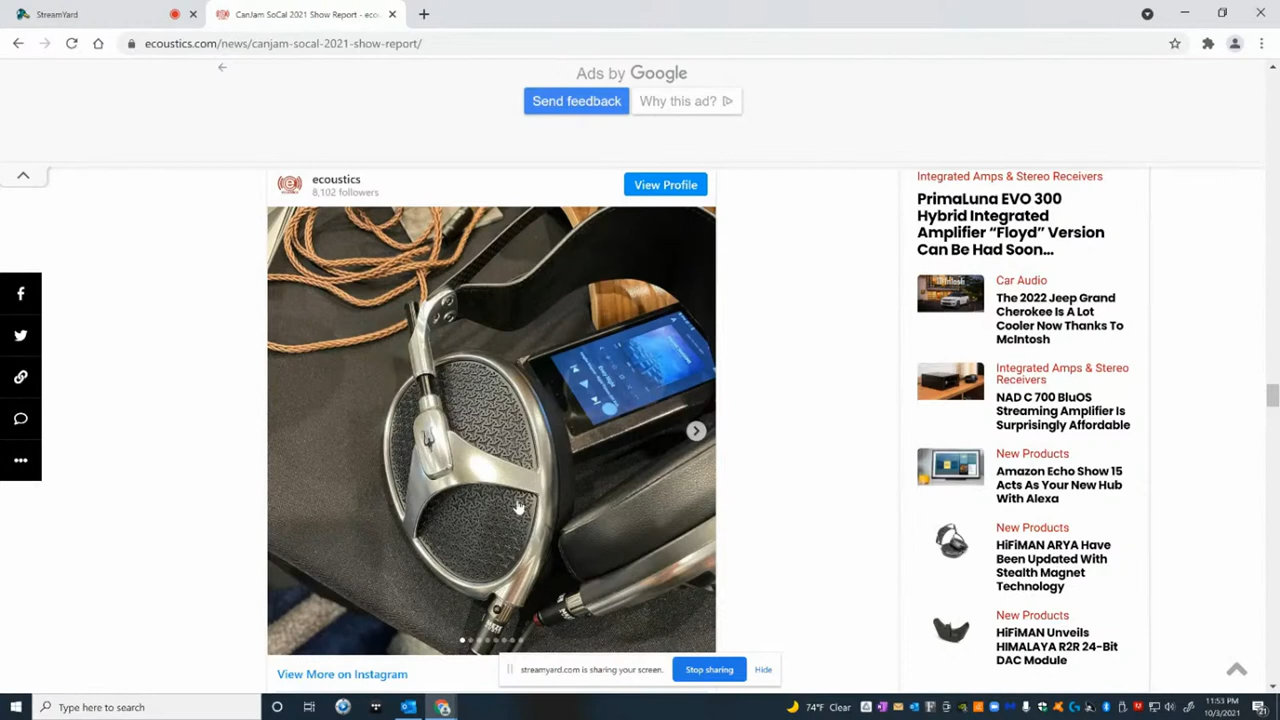 StreamYard
CanJam SoCal 2021 Show Report - eco
ecoustics.com/news/canjam-socal-2021-show-report/
Ads by Google
Send feedback
Why this ad?
ecoustics
8,102 followers
View Profile
View More on Instagram
Integrated Amps & Stereo Receivers
PrimaLuna EVO 300
Hybrid Integrated
Amplifier “Floyd” Version
Can Be Had Soon...
Car Audio
The 2022 Jeep Grand
Cherokee Is A Lot
Cooler Now Thanks To
McIntosh
Integrated Amps & Stereo
Receivers
NAD C 700 BluOS
Streaming Amplifier Is
Surprisingly Affordable
New Products
Amazon Echo Show 15
Acts As Your New Hub
With Alexa
New Products
HiFiMAN ARYA Have
Been Updated With
Stealth Magnet
Technology
New Products
HiFiMAN Unveils
HIMALAYA R2R 24-Bit
DAC Module
streamyard.com is sharing your screen.
Stop sharing
Hide
Type here to search
74°F Clear
11:53 PM
10/3/2021
21